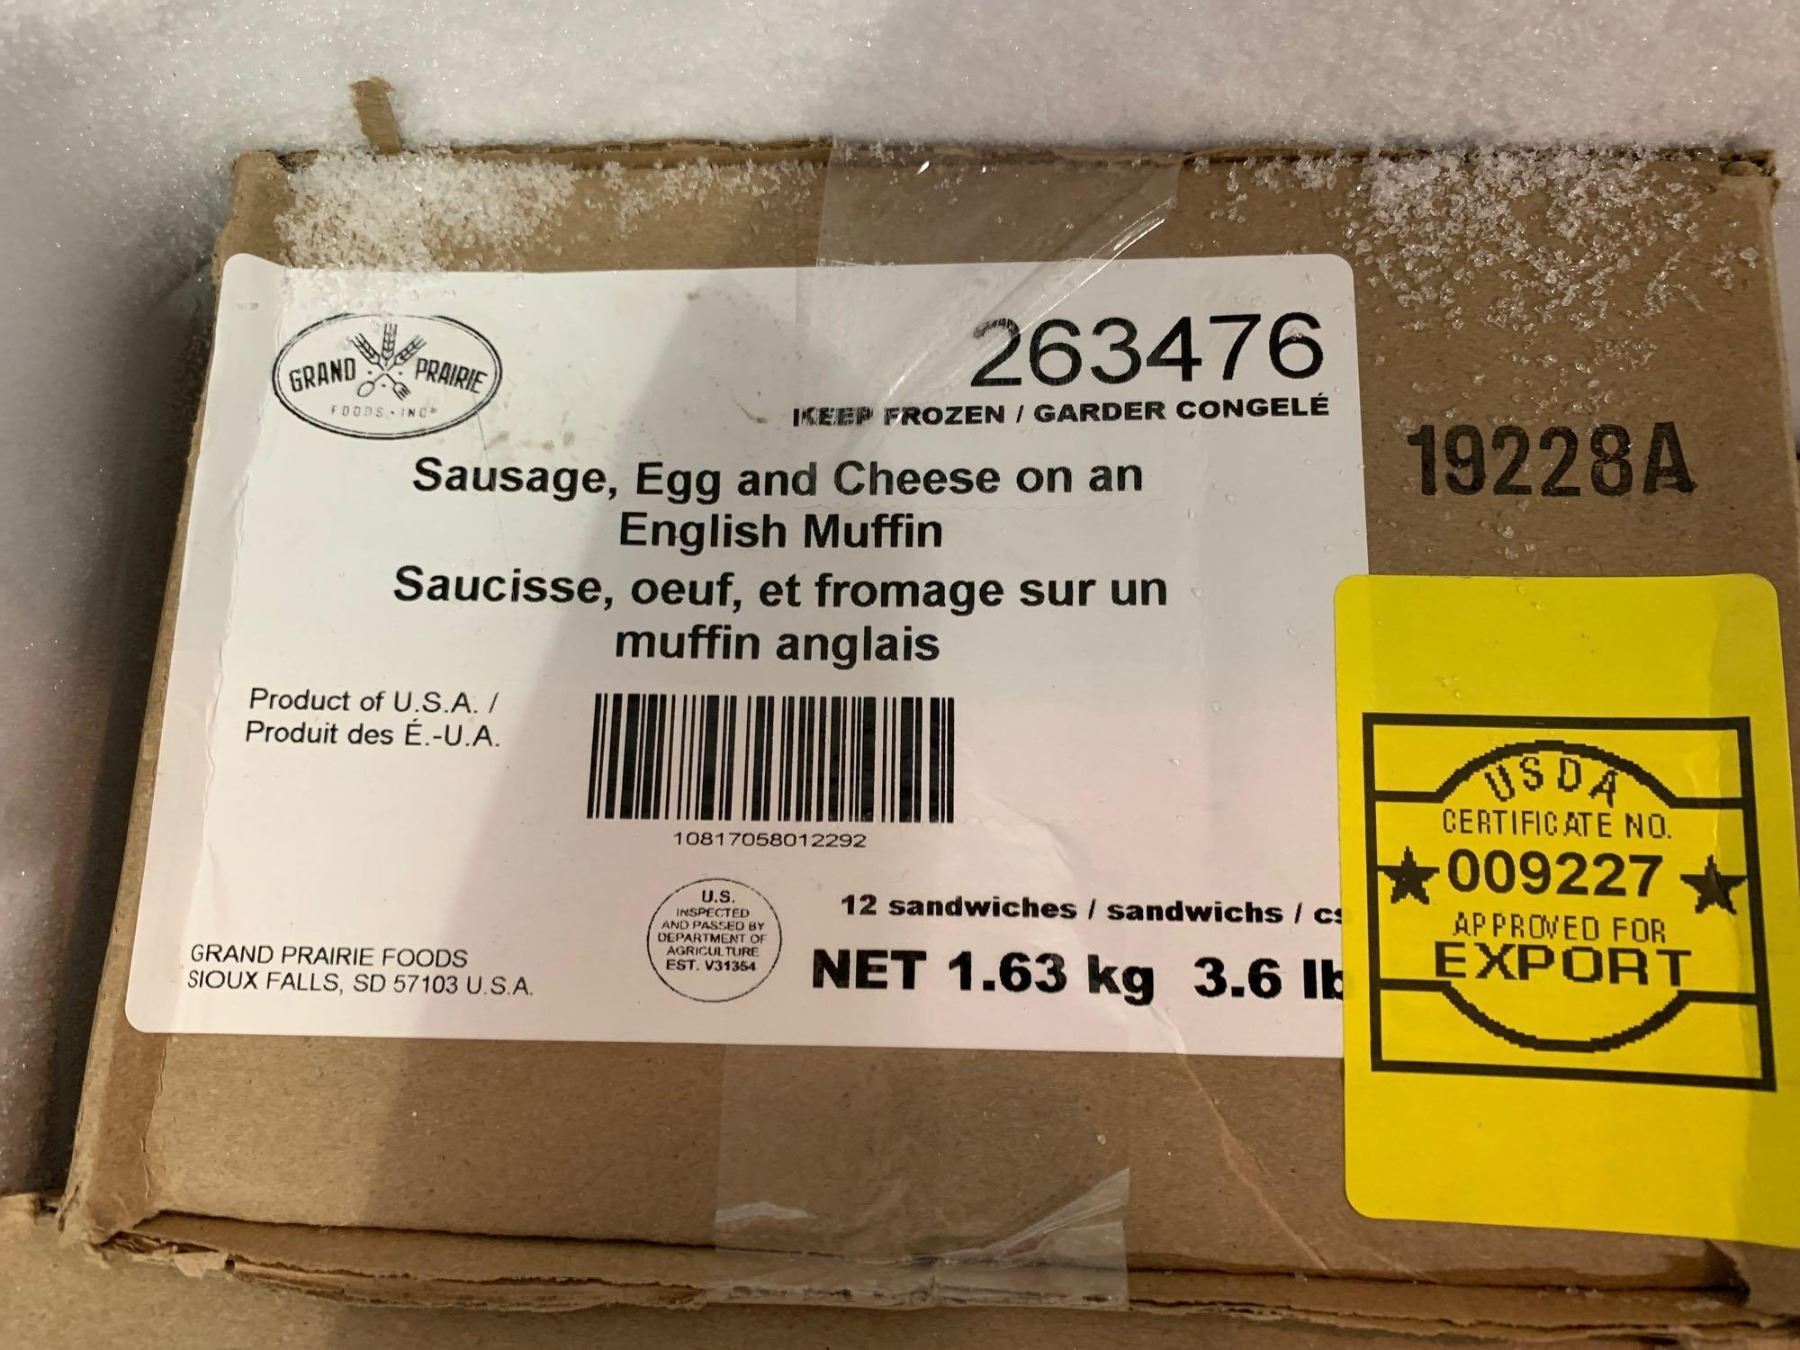 GRAND PRAIRIE
FOODS, INC®
263476
KEEP FROZEN / GARDER CONGELÉ
19228A
Sausage, Egg and Cheese on an
English Muffin
Saucisse, oeuf, et fromage sur un
muffin anglais
Product of U.S.A. /
Produit des É.-U.A.
10817058012292
GRAND PRAIRIE FOODS
SIOUX FALLS, SD 57103 U.S.A.
U.S.
INSPECTED
AND PASSED BY
DEPARTMENT OF
AGRICULTURE
EST. V31354
12 sandwiches / sandwichs / cs
NET 1.63 kg 3.6 lb
USDA
CERTIFICATE NO.
009227
APPROVED FOR
EXPORT